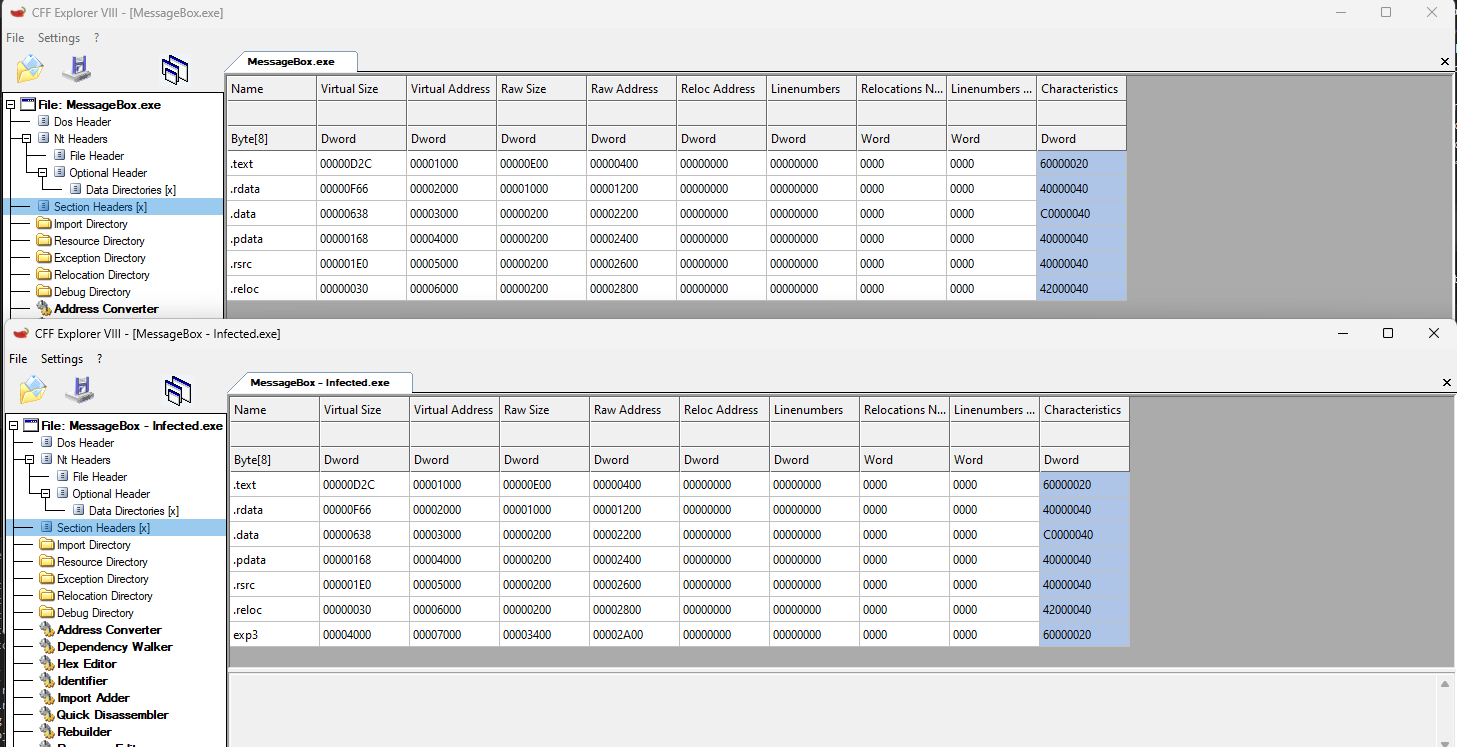 CFF Explorer VIII - [MessageBox.exe]
File Settings ?
MessageBox.exe
File: MessageBox.exe
Dos Header
Nt Headers
File Header
Optional Header
Data Directories [x]
Section Headers [x]
Import Directory
Resource Directory
Exception Directory
Relocation Directory
Debug Directory
Address Converter
Name Virtual Size Virtual Address Raw Size Raw Address Reloc Address Linenumbers Relocations N... Linenumbers ... Characteristics
Byte[8] Dword Dword Dword Dword Dword Dword Word Word Dword
.text 00000D2C 00001000 00000E00 00000400 00000000 00000000 0000 0000 60000020
.rdata 00000F66 00002000 00001000 00001200 00000000 00000000 0000 0000 40000040
.data 00000638 00003000 00000200 00002200 00000000 00000000 0000 0000 C0000040
.pdata 00000168 00004000 00000200 00002400 00000000 00000000 0000 0000 40000040
.rsrc 000001E0 00005000 00000200 00002600 00000000 00000000 0000 0000 40000040
.reloc 00000030 00006000 00000200 00002800 00000000 00000000 0000 0000 42000040
CFF Explorer VIII - [MessageBox - Infected.exe]
File Settings ?
MessageBox - Infected.exe
File: MessageBox - Infected.exe
Dos Header
Nt Headers
File Header
Optional Header
Data Directories [x]
Section Headers [x]
Import Directory
Resource Directory
Exception Directory
Relocation Directory
Debug Directory
Address Converter
Dependency Walker
Hex Editor
Identifier
Import Adder
Quick Disassembler
Rebuilder
Name Virtual Size Virtual Address Raw Size Raw Address Reloc Address Linenumbers Relocations N... Linenumbers ... Characteristics
Byte[8] Dword Dword Dword Dword Dword Dword Word Word Dword
.text 00000D2C 00001000 00000E00 00000400 00000000 00000000 0000 0000 60000020
.rdata 00000F66 00002000 00001000 00001200 00000000 00000000 0000 0000 40000040
.data 00000638 00003000 00000200 00002200 00000000 00000000 0000 0000 C0000040
.pdata 00000168 00004000 00000200 00002400 00000000 00000000 0000 0000 40000040
.rsrc 000001E0 00005000 00000200 00002600 00000000 00000000 0000 0000 40000040
.reloc 00000030 00006000 00000200 00002800 00000000 00000000 0000 0000 42000040
exp3 00004000 00007000 00003400 00002A00 00000000 00000000 0000 0000 60000020